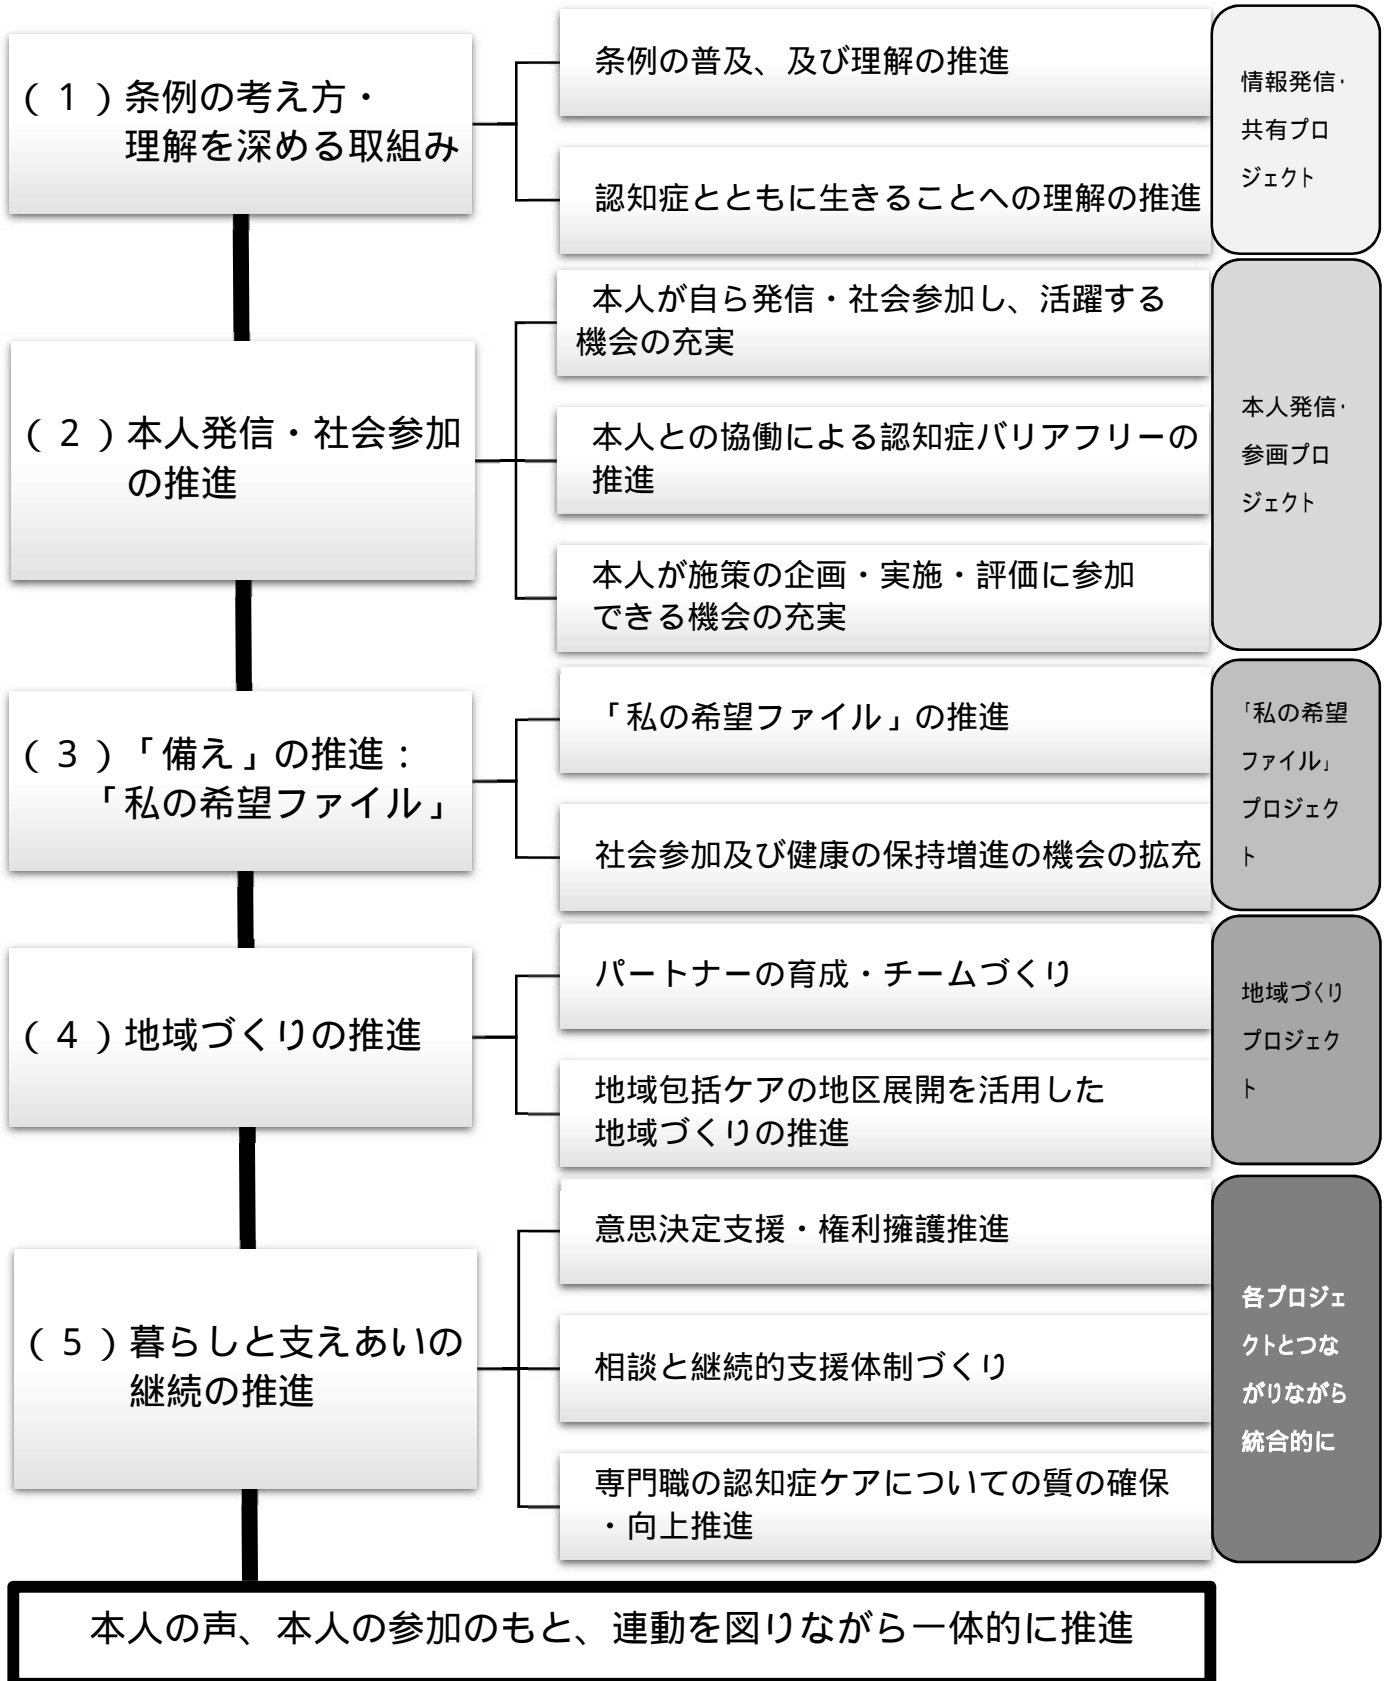 (1)条例の考え方・
理解を深める取組み
条例の普及、及び理解の推進
認知症とともに生きることへの理解の推進
情報発信・
共有プロ
ジェクト
(2)本人発信・社会参加
の推進
本人が自ら発信・社会参加し、活躍する
機会の充実
本人との協働による認知症バリアフリーの
推進
本人が施策の企画・実施・評価に参加
できる機会の充実
本人発信・
参画プロ
ジェクト
(3)「備え」の推進:
「私の希望ファイル」
「私の希望ファイル」の推進
社会参加及び健康の保持増進の機会の拡充
「私の希望
ファイル」
プロジェク
ト
(4)地域づくりの推進
パートナーの育成・チームづくり
地域包括ケアの地区展開を活用した
地域づくりの推進
地域づくり
プロジェク
ト
(5)暮らしと支えあいの
継続の推進
意思決定支援・権利擁護推進
相談と継続的支援体制づくり
専門職の認知症ケアについての質の確保
・向上推進
各プロジェ
クトとつな
がりながら
統合的に
本人の声、本人の参加のもと、連動を図りながら一体的に推進